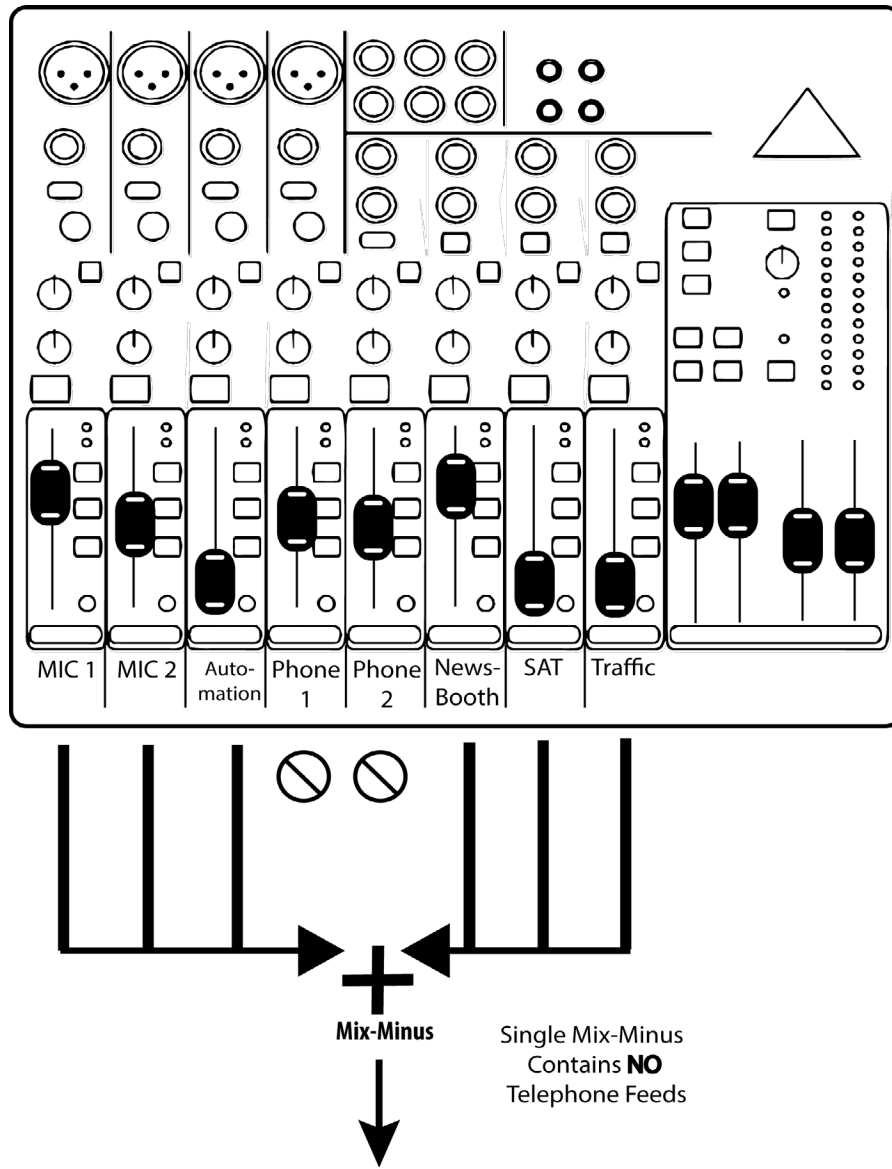 MIC 1
MIC 2
Auto-
mation
Phone
1
Phone
2
News-
Booth
SAT
Traffic
Mix-Minus
Single Mix-Minus
Contains NO
Telephone Feeds